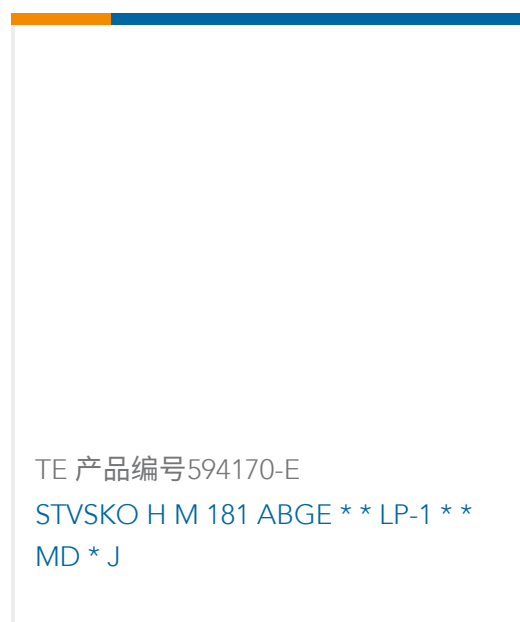 TE 产品编号594170-E
STVSKO H M 181 ABGE * * LP-1 * *
MD * J